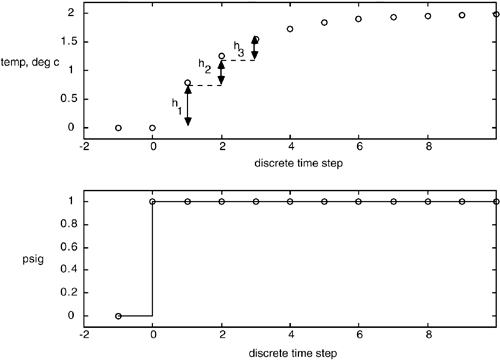 2
1.5
temp, deg c
1
0.5
0
h1
h2
h3
-2 0 2 4 6 8
discrete time step
1
0.8
0.6
psig
0.4
0.2
0
-2 0 2 4 6 8
discrete time step